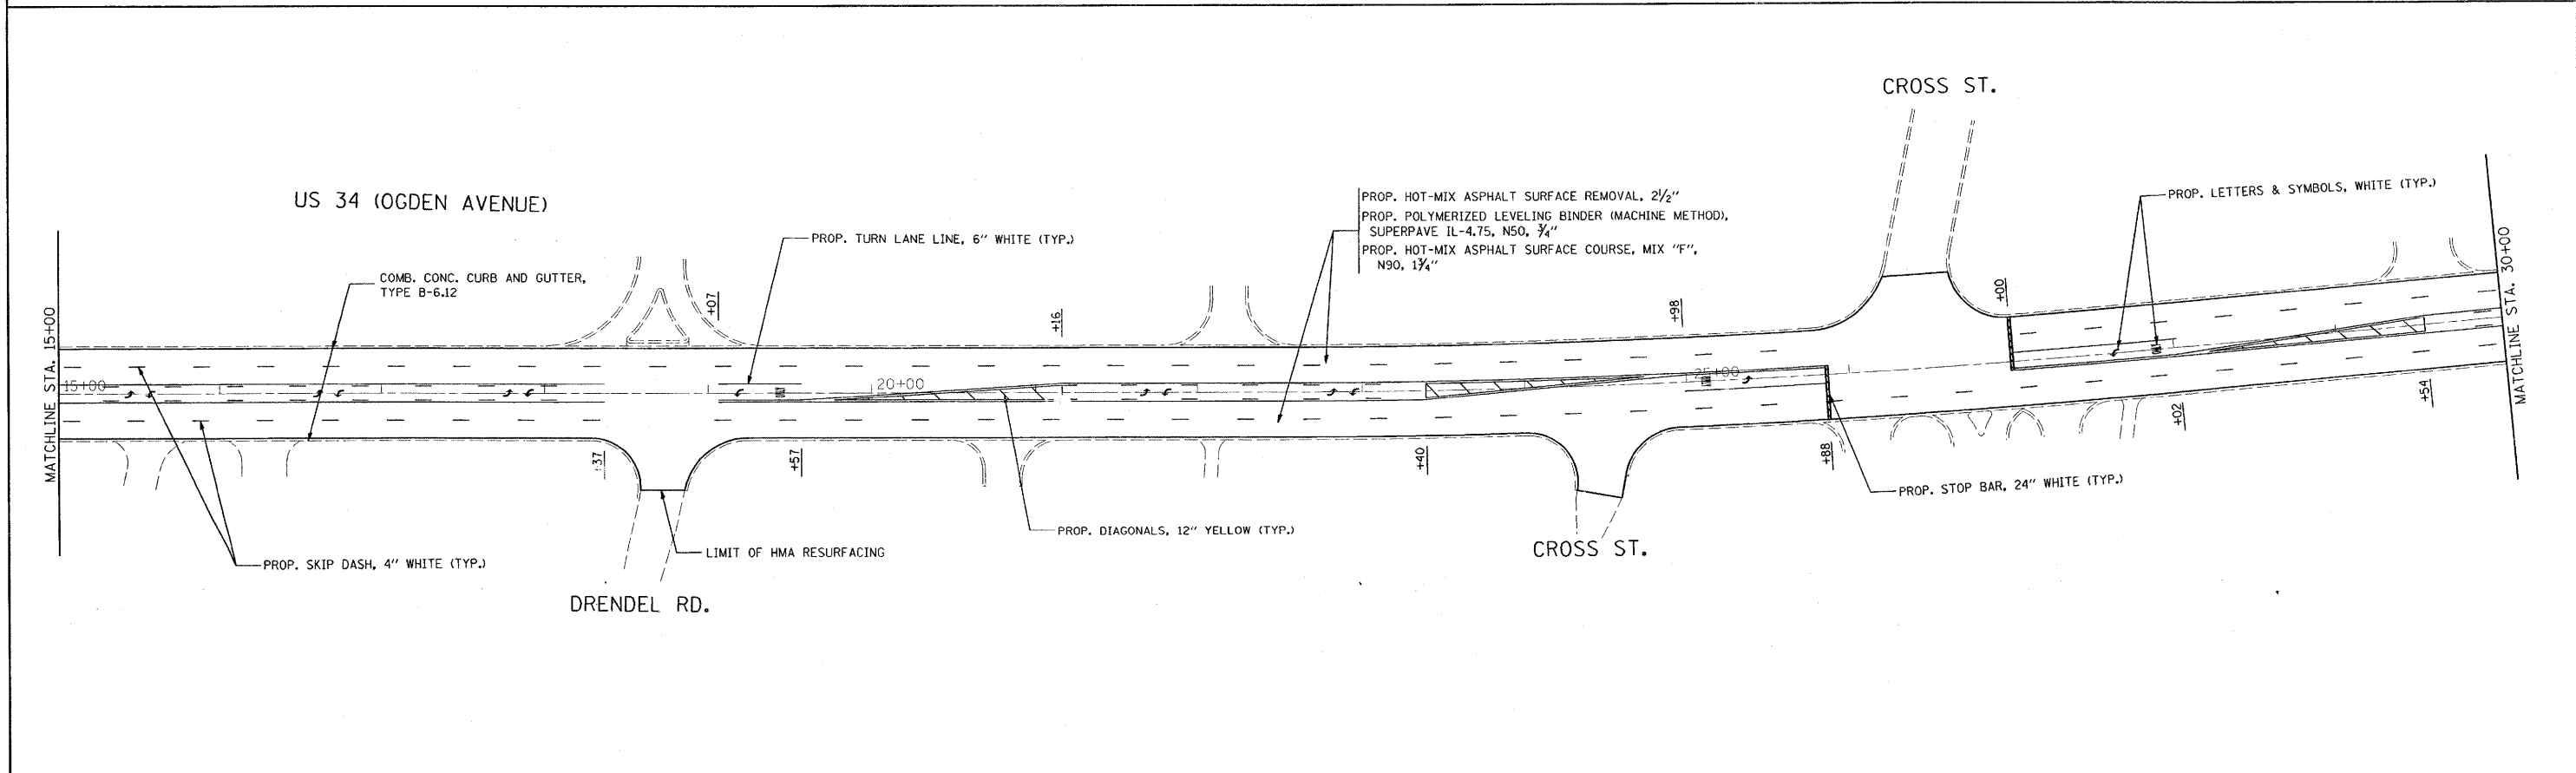 CROSS ST.
US 34 (OGDEN AVENUE)
PROP. HOT-MIX ASPHALT SURFACE REMOVAL, 2½"
PROP. POLYMERIZED LEVELING BINDER (MACHINE METHOD),
SUPERPAVE IL-4.75, N50, ¾"
PROP. HOT-MIX ASPHALT SURFACE COURSE, MIX "F",
N90, 1¾"
PROP. LETTERS & SYMBOLS, WHITE (TYP.)
PROP. TURN LANE LINE, 6" WHITE (TYP.)
COMB. CONC. CURB AND GUTTER,
TYPE B-6.12
+07
+16
+98
+00
MATCHLINE STA. 15+00
MATCHLINE STA. 30+00
15+00
20+00
25+00
+37
+57
+40
+88
+02
+54
PROP. STOP BAR, 24" WHITE (TYP.)
PROP. DIAGONALS, 12" YELLOW (TYP.)
LIMIT OF HMA RESURFACING
PROP. SKIP DASH, 4" WHITE (TYP.)
CROSS ST.
DRENDEL RD.